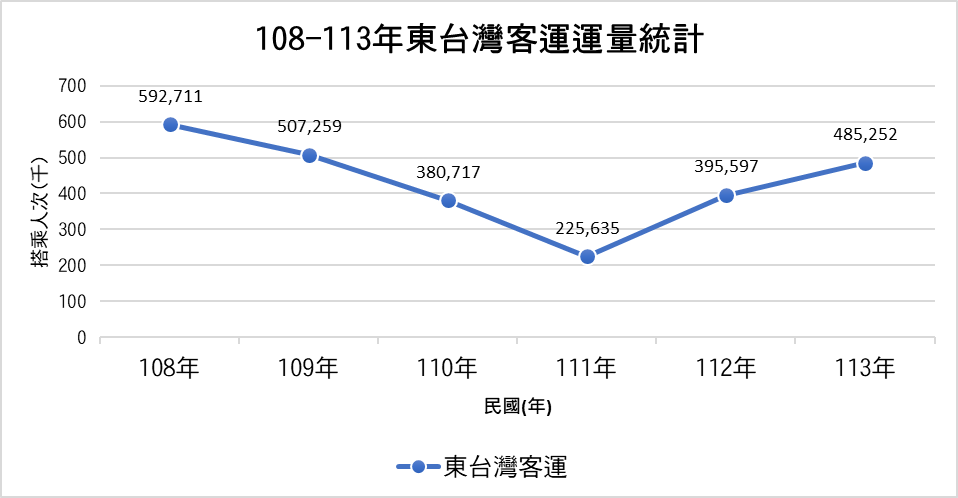 108-113年東台灣客運運量統計
700
600
500
400
300
200
100
0
搭乘人次(千)
592,711
507,259
380,717
225,635
395,597
485,252
108年
109年
110年
111年
112年
113年
民國(年)
東台灣客運